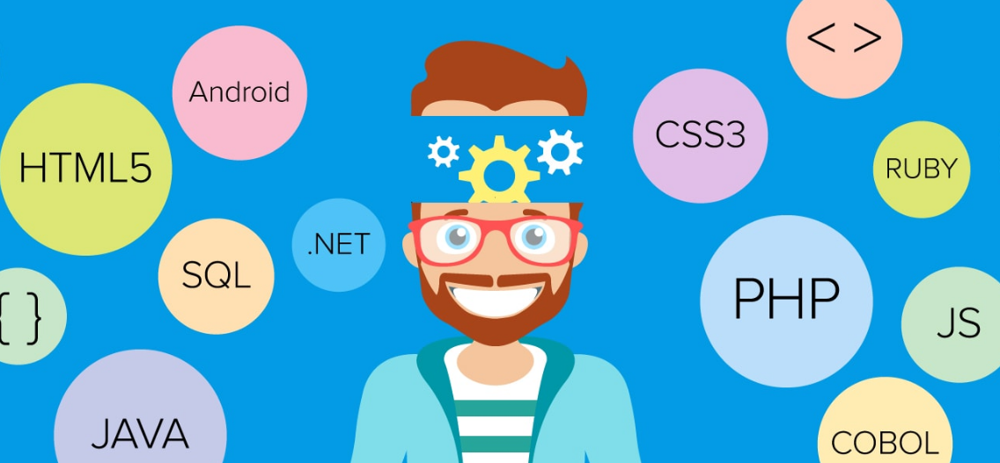 Android
HTML5
SQL
.NET
{ }
JAVA
< >
CSS3
RUBY
PHP
JS
COBOL